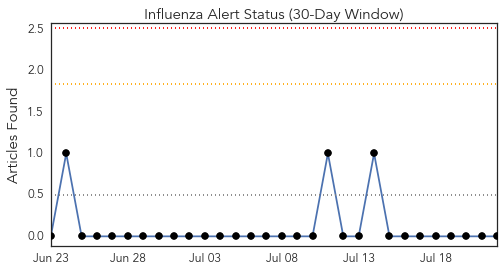 Influenza Alert Status (30-Day Window)
Articles Found
2.5
2.0
1.5
1.0
0.5
0.0
Jun 23 Jun 28 Jul 03 Jul 08 Jul 13 Jul 18